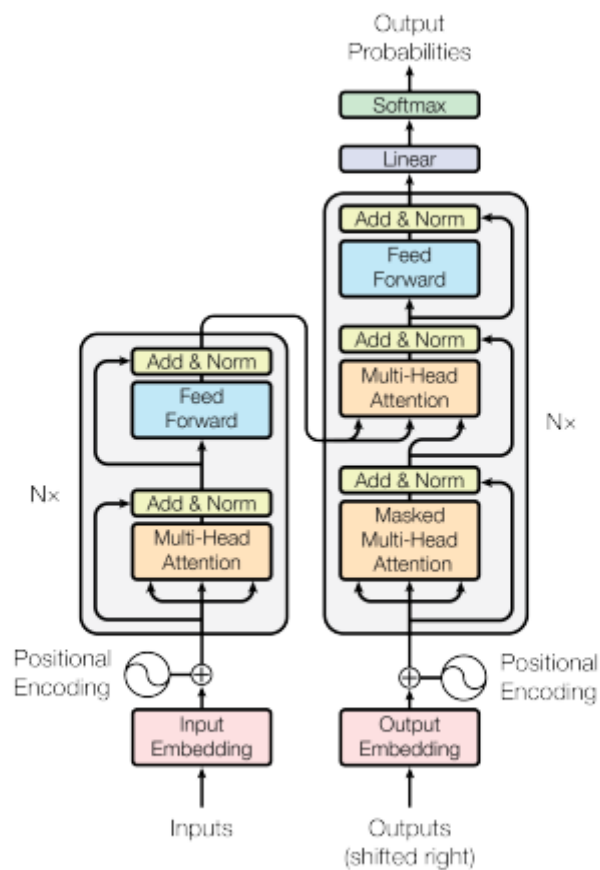 Output
Probabilities
Softmax
Linear
Add & Norm
Feed
Forward
Add & Norm
Multi-Head
Attention
Add & Norm
Masked
Multi-Head
Attention
Nx
Add & Norm
Feed
Forward
Add & Norm
Multi-Head
Attention
Nx
Positional
Encoding
Positional
Encoding
Input
Embedding
Output
Embedding
Inputs
Outputs
(shifted right)